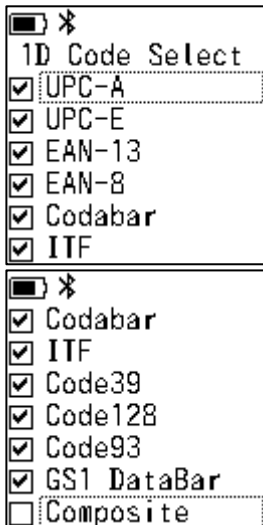 1D Code Select
UPC-A
UPC-E
EAN-13
EAN-8
Codabar
ITF
Codabar
ITF
Code39
Code128
Code93
GS1 DataBar
Composite